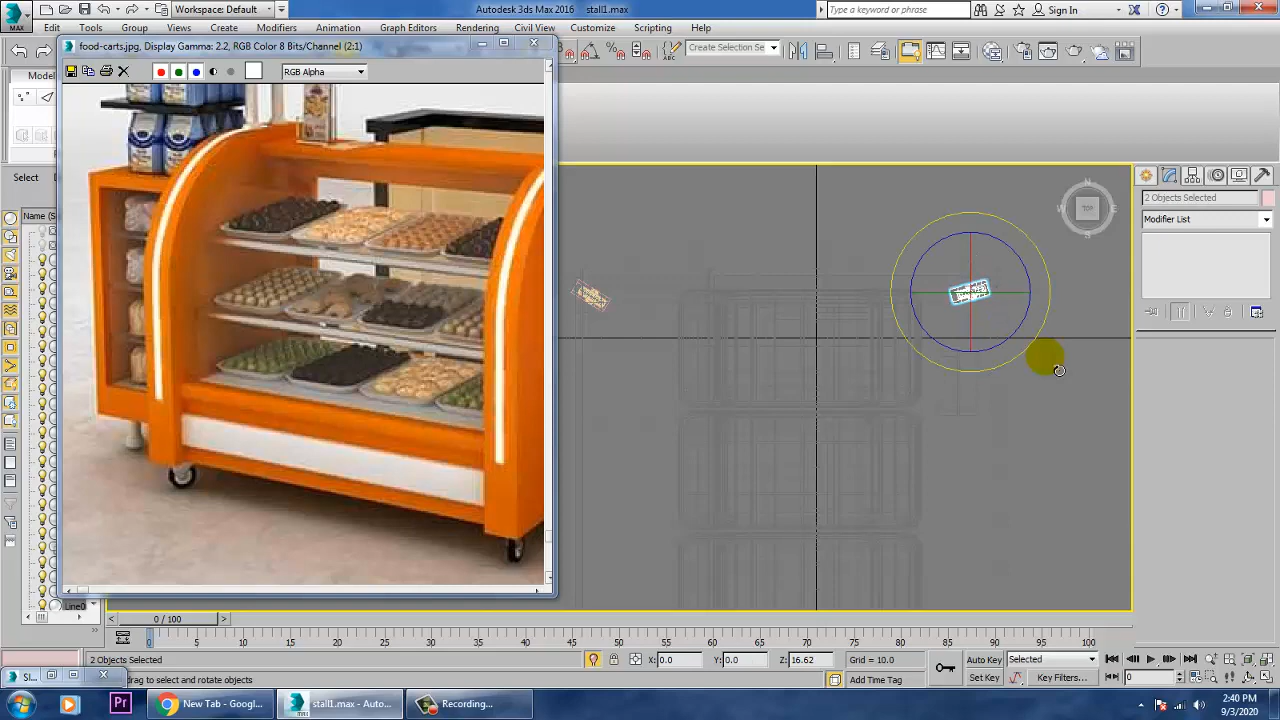 Workspace: Default
Autodesk 3ds Max 2016    stall1.max
Type a keyword or phrase
Sign In
MAX
Edit Tools Group Views Create Modifiers Animation Graph Editors Rendering Civil View Customize Scripting Help
food-carts.jpg, Display Gamma: 2.2, RGB Color 8 Bits/Channel (2:1)
Create Selection Se
Model
RGB Alpha
Select
Name (S
2 Objects Selected
Modifier List
N
W TOP E
S
Line0
0 / 100
0 5 10 15 20 25 30 35 40 45 50 55 60 65 70 75 80 85 90 95 100
2 Objects Selected
X: 0.0 Y: 0.0 Z: 16.62 Grid = 10.0
Auto Key Selected
drag to select and rotate objects
Add Time Tag
Set Key Key Filters...
0
New Tab - Googl...
stall1.max - Auto...
Recording...
Pr
2:40 PM
9/3/2020